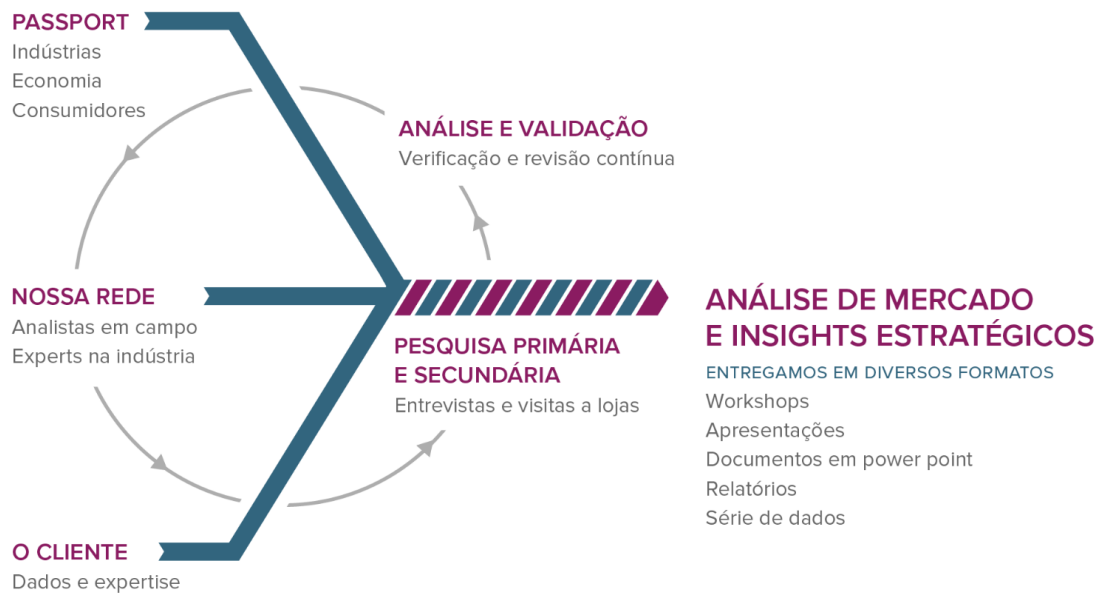 PASSPORT
Indústrias
Economia
Consumidores
ANÁLISE E VALIDAÇÃO
Verificação e revisão contínua
NOSSA REDE
Analistas em campo
Experts na indústria
PESQUISA PRIMÁRIA
E SECUNDÁRIA
Entrevistas e visitas a lojas
O CLIENTE
Dados e expertise
ANÁLISE DE MERCADO
E INSIGHTS ESTRATÉGICOS
ENTREGAMOS EM DIVERSOS FORMATOS
Workshops
Apresentações
Documentos em power point
Relatórios
Série de dados